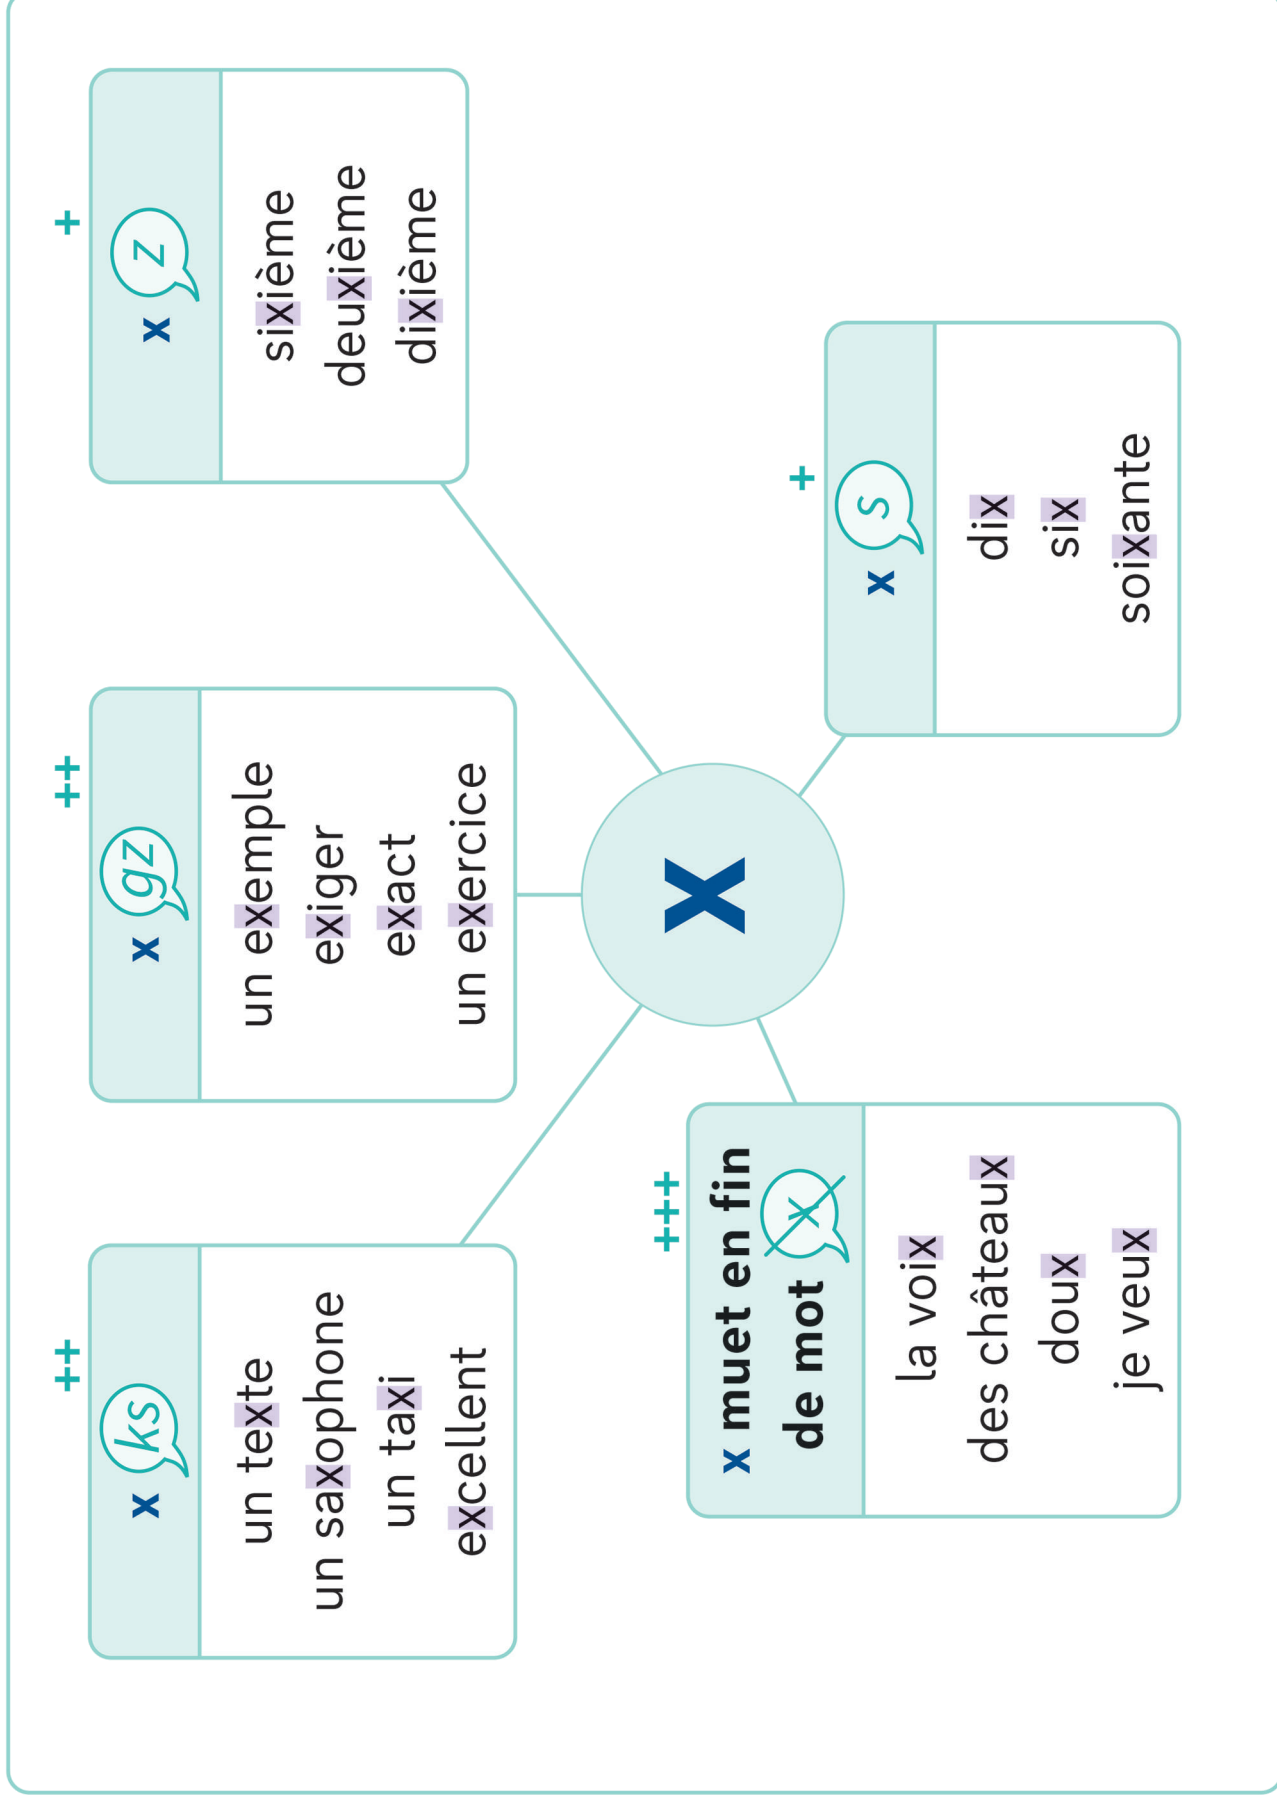 ++
x ks
un texte
un saxophone
un taxi
excellent
++
x gz
un exemple
exiger
exact
un exercice
+
x z
sixième
deuxième
dixième
x
+++
x muet en fin
de mot x
la voix
des châteaux
doux
je veux
+
x s
dix
six
soixante